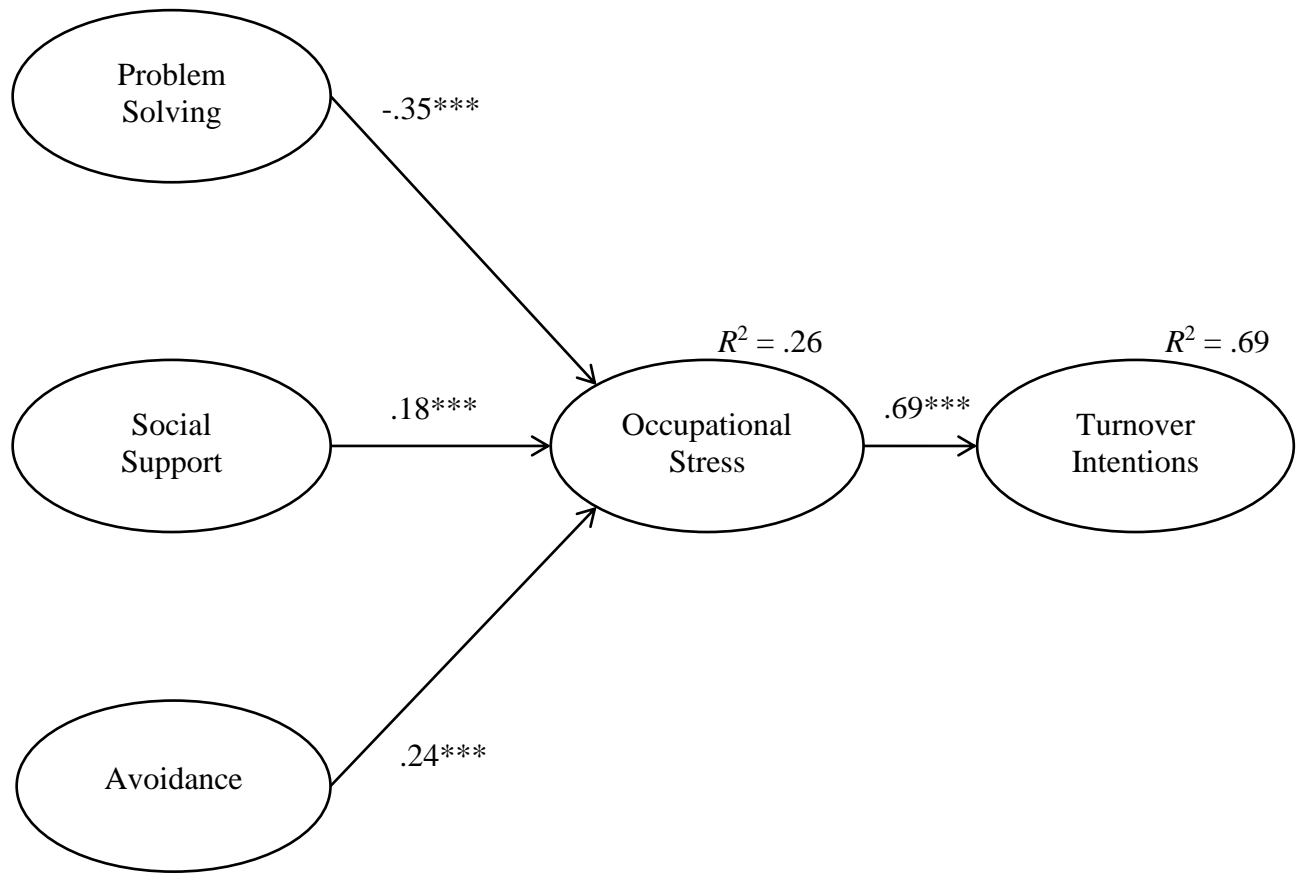 Problem
Solving
-.35***
R² = .26
R² = .69
Social
Support
.18***
Occupational
Stress
.69***
Turnover
Intentions
Avoidance
.24***